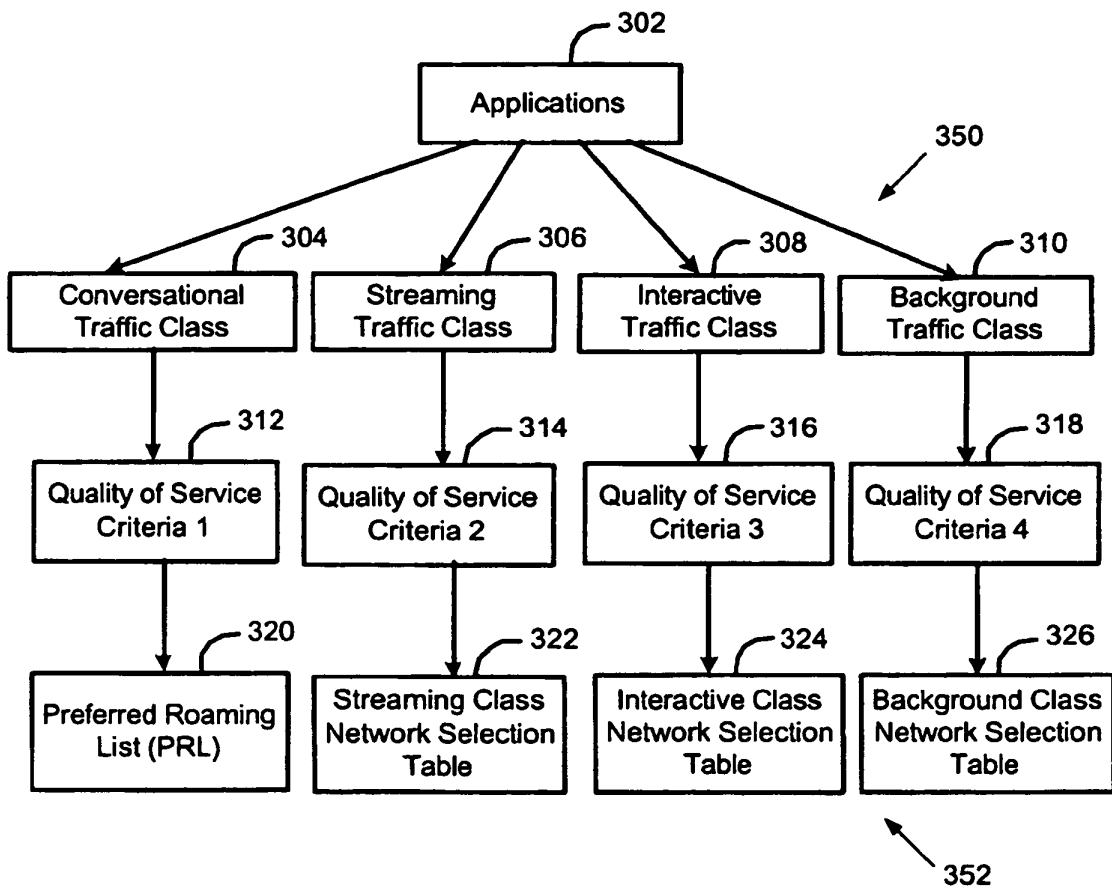 302
Applications
350
304
306
308
310
Conversational
Traffic Class
Streaming
Traffic Class
Interactive
Traffic Class
Background
Traffic Class
312
314
316
318
Quality of Service
Criteria 1
Quality of Service
Criteria 2
Quality of Service
Criteria 3
Quality of Service
Criteria 4
320
322
324
326
Preferred Roaming
List (PRL)
Streaming Class
Network Selection
Table
Interactive Class
Network Selection
Table
Background Class
Network Selection
Table
352